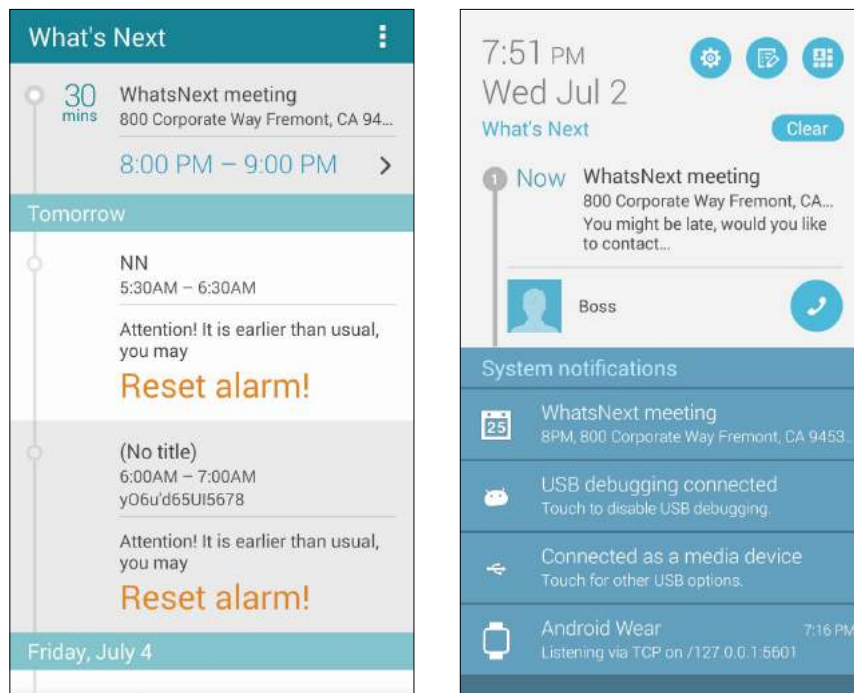 What's Next
30 mins
WhatsNext meeting
800 Corporate Way Fremont, CA 94...
8:00 PM – 9:00 PM
Tomorrow
NN
5:30AM – 6:30AM
Attention! It is earlier than usual,
you may
Reset alarm!
(No title)
6:00AM – 7:00AM
yO6u'd65UI5678
Attention! It is earlier than usual,
you may
Reset alarm!
Friday, July 4
7:51 PM
Wed Jul 2
What's Next
Clear
1 Now
WhatsNext meeting
800 Corporate Way Fremont, CA...
You might be late, would you like
to contact...
Boss
System notifications
25
WhatsNext meeting
8PM, 800 Corporate Way Fremont, CA 9453..
USB debugging connected
Touch to disable USB debugging.
Connected as a media device
Touch for other USB options.
Android Wear 7:16 PM
Listening via TCP on /127.0.0.1:5601